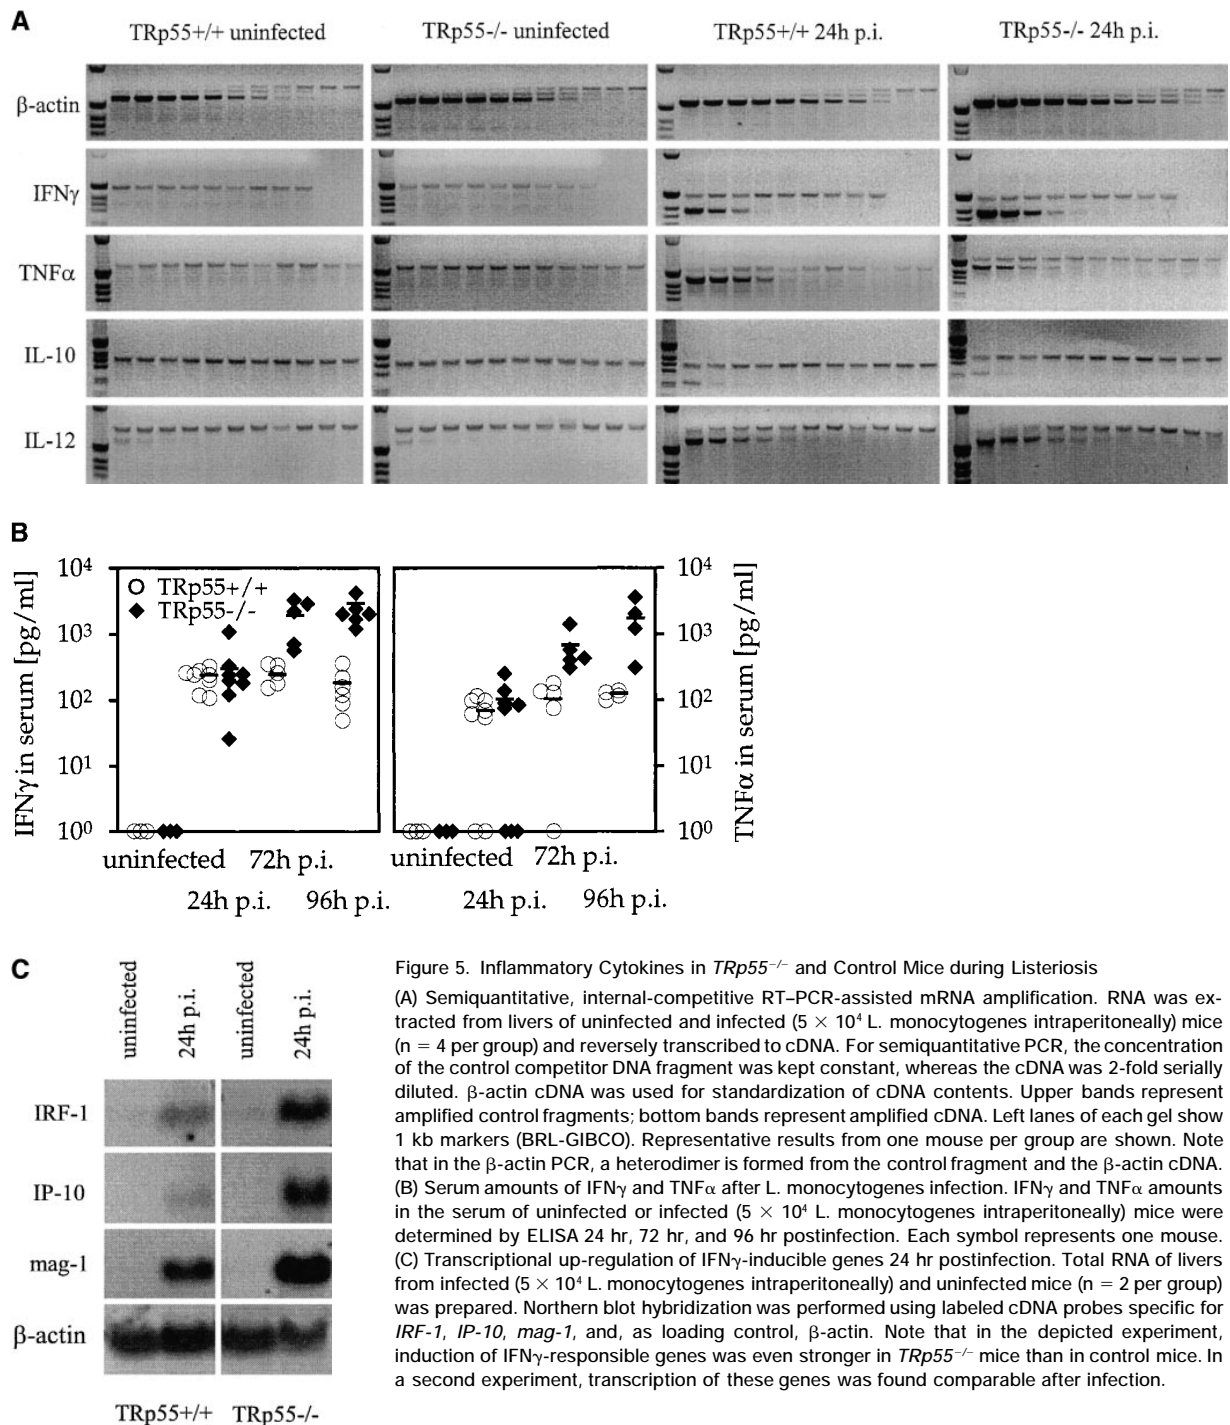 A
TRp55+/+ uninfected TRp55-/- uninfected TRp55+/+ 24h p.i. TRp55-/- 24h p.i.
β-actin
IFNγ
TNFα
IL-10
IL-12
B
IFNγ in serum [pg/ml]
10⁴
10³
10²
10¹
10⁰
TRp55+/+
TRp55-/-
10⁴
10³
10²
10¹
10⁰
TNFα in serum [pg/ml]
uninfected 72h p.i. uninfected 72h p.i.
24h p.i. 96h p.i. 24h p.i. 96h p.i.
C
uninfected
24h p.i.
uninfected
24h p.i.
IRF-1
IP-10
mag-1
β-actin
TRp55+/+ TRp55-/-
Figure 5. Inflammatory Cytokines in TRp55⁻/⁻ and Control Mice during Listeriosis
(A) Semiquantitative, internal-competitive RT–PCR-assisted mRNA amplification. RNA was ex-
tracted from livers of uninfected and infected (5 × 10⁴ L. monocytogenes intraperitoneally) mice
(n = 4 per group) and reversely transcribed to cDNA. For semiquantitative PCR, the concentration
of the control competitor DNA fragment was kept constant, whereas the cDNA was 2-fold serially
diluted. β-actin cDNA was used for standardization of cDNA contents. Upper bands represent
amplified control fragments; bottom bands represent amplified cDNA. Left lanes of each gel show
1 kb markers (BRL-GIBCO). Representative results from one mouse per group are shown. Note
that in the β-actin PCR, a heterodimer is formed from the control fragment and the β-actin cDNA.
(B) Serum amounts of IFNγ and TNFα after L. monocytogenes infection. IFNγ and TNFα amounts
in the serum of uninfected or infected (5 × 10⁴ L. monocytogenes intraperitoneally) mice were
determined by ELISA 24 hr, 72 hr, and 96 hr postinfection. Each symbol represents one mouse.
(C) Transcriptional up-regulation of IFNγ-inducible genes 24 hr postinfection. Total RNA of livers
from infected (5 × 10⁴ L. monocytogenes intraperitoneally) and uninfected mice (n = 2 per group)
was prepared. Northern blot hybridization was performed using labeled cDNA probes specific for
IRF-1, IP-10, mag-1, and, as loading control, β-actin. Note that in the depicted experiment,
induction of IFNγ-responsible genes was even stronger in TRp55⁻/⁻ mice than in control mice. In
a second experiment, transcription of these genes was found comparable after infection.